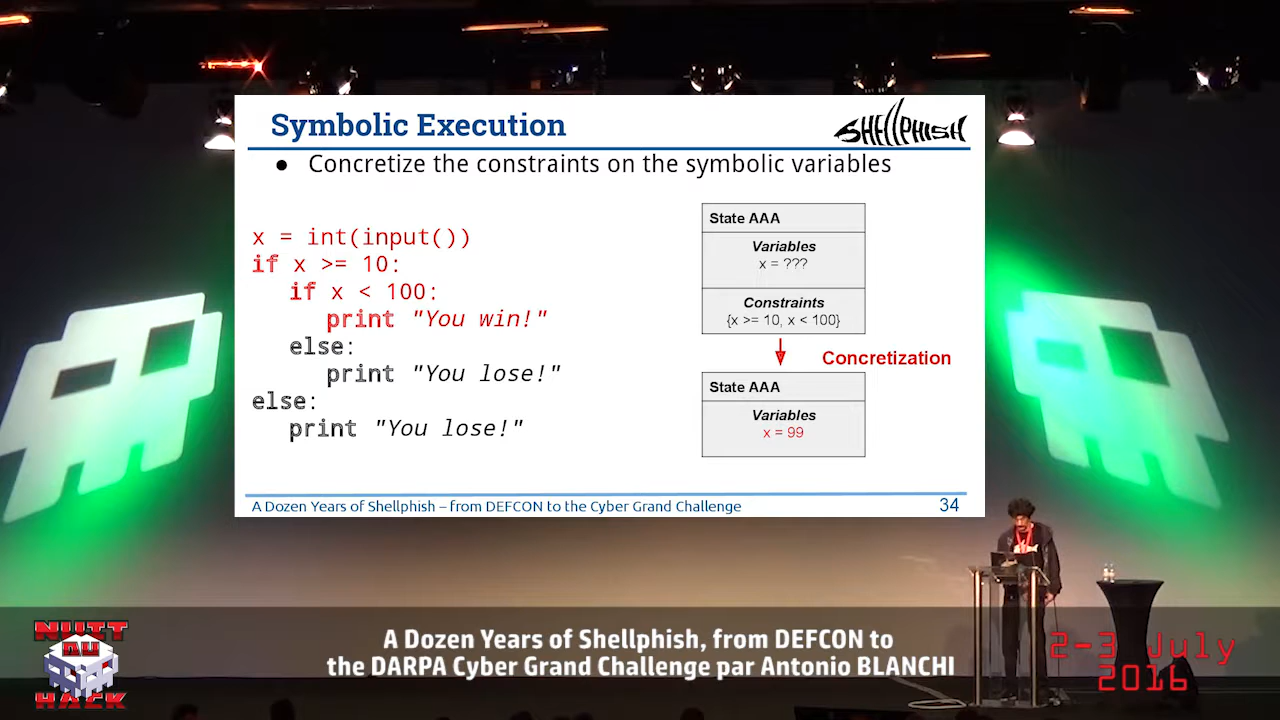 Symbolic Execution
SHELLPHISH
● Concretize the constraints on the symbolic variables
x = int(input())
if x >= 10:
if x < 100:
print "You win!"
else:
print "You lose!"
else:
print "You lose!"
State AAA
Variables
x = ???
Constraints
{x >= 10, x < 100}
Concretization
State AAA
Variables
x = 99
A Dozen Years of Shellphish – from DEFCON to the Cyber Grand Challenge
34
NUIT
DU
HACK
A Dozen Years of Shellphish, from DEFCON to
the DARPA Cyber Grand Challenge par Antonio BLANCHI
2-3 July
2016